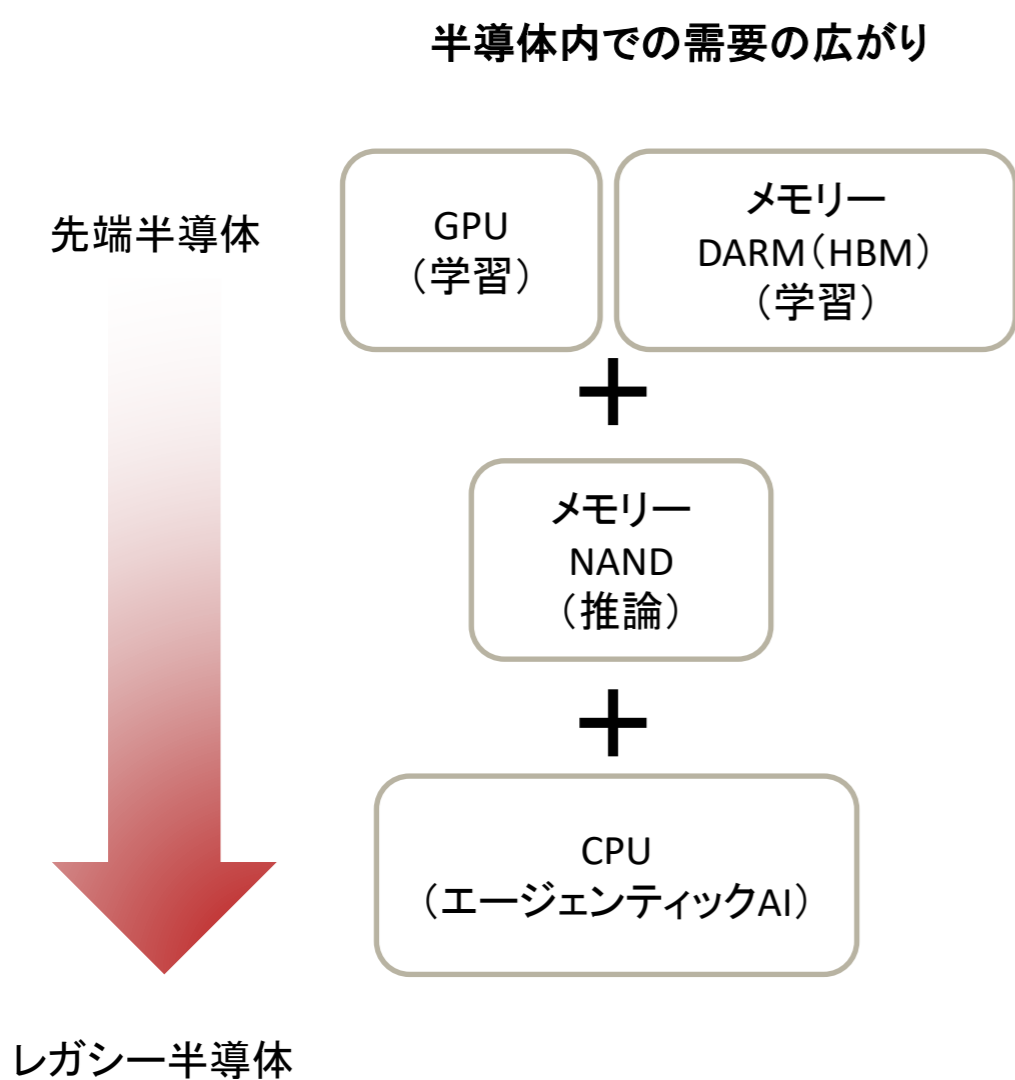 半導体内での需要の広がり
先端半導体
GPU
（学習）
メモリー
DARM（HBM）
（学習）
＋
メモリー
NAND
（推論）
＋
CPU
（エージェンティックAI）
レガシー半導体